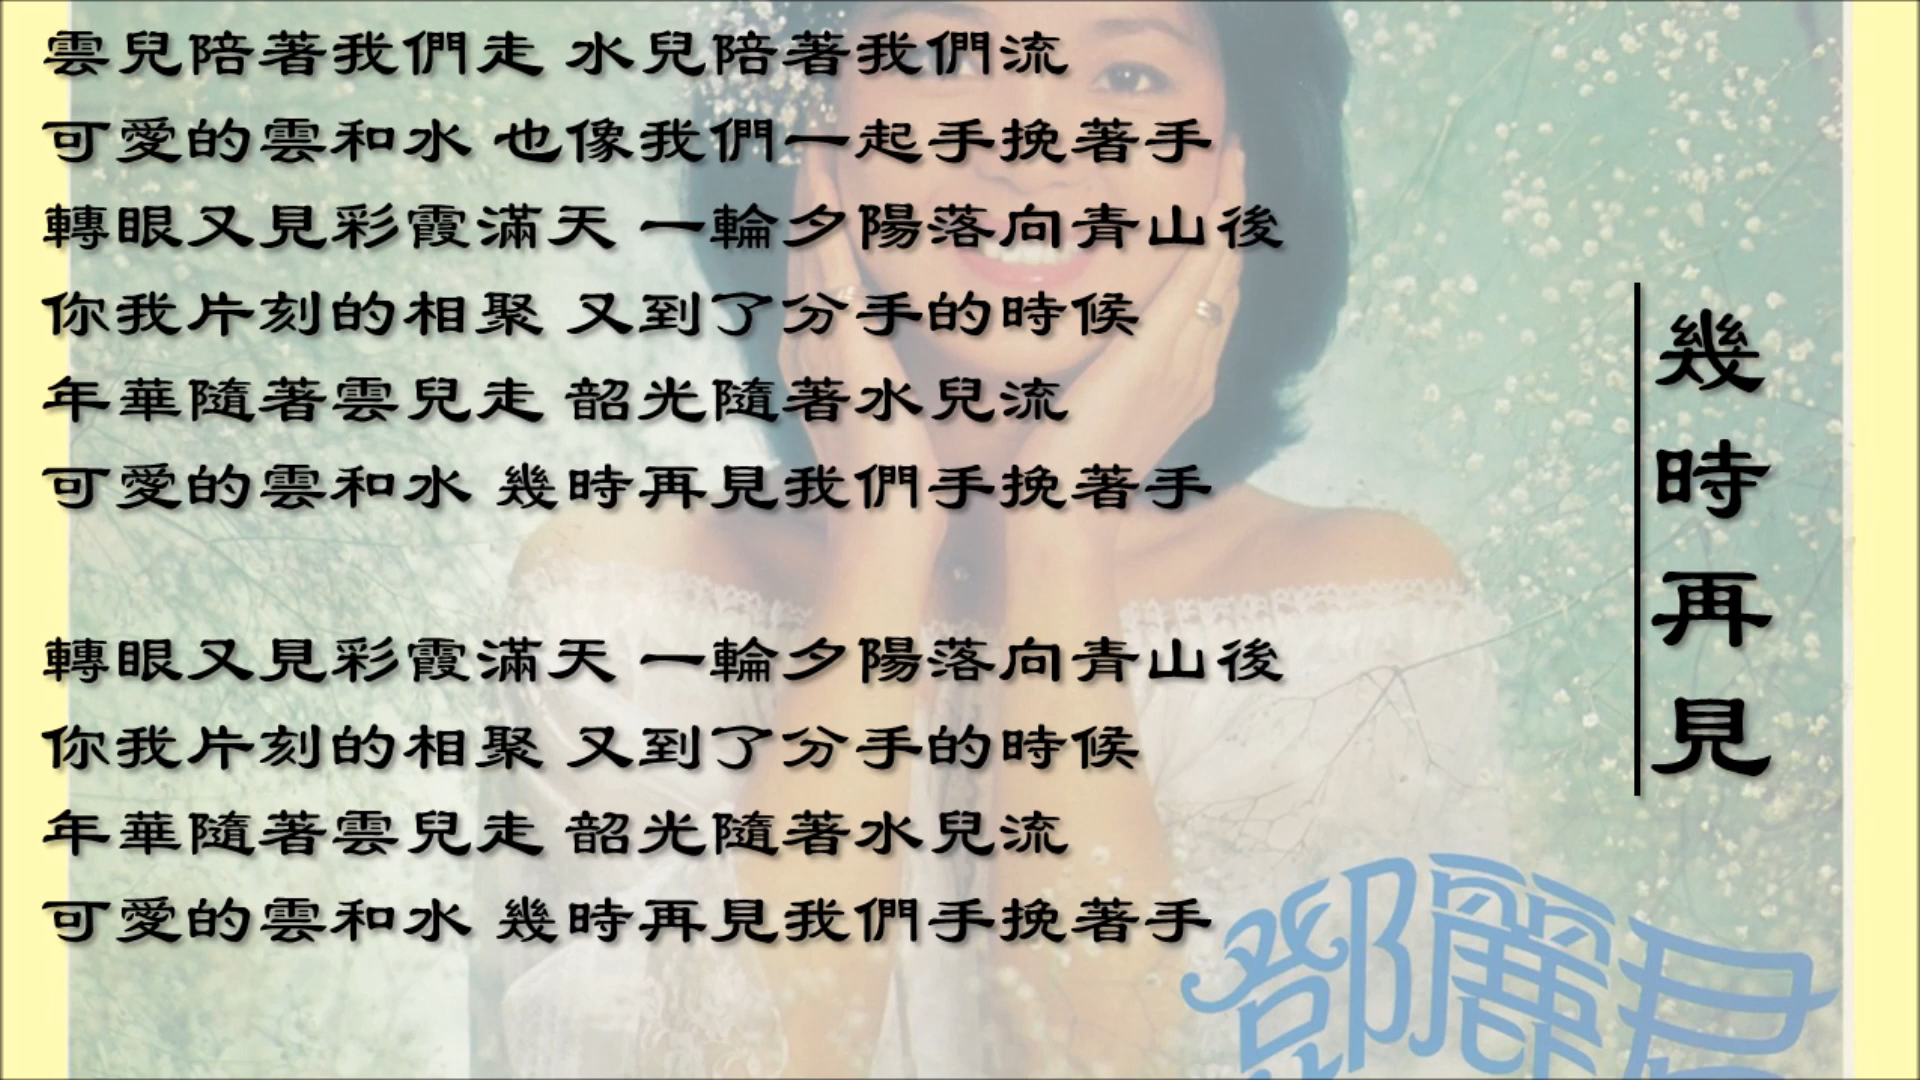 雲兒陪著我們走 水兒陪著我們流
可愛的雲和水 也像我們一起手挽著手
轉眼又見彩霞滿天 一輪夕陽落向青山後
你我片刻的相聚 又到了分手的時候
年華隨著雲兒走 韶光隨著水兒流
可愛的雲和水 幾時再見我們手挽著手
轉眼又見彩霞滿天 一輪夕陽落向青山後
你我片刻的相聚 又到了分手的時候
年華隨著雲兒走 韶光隨著水兒流
可愛的雲和水 幾時再見我們手挽著手
幾時再見
鄧麗君